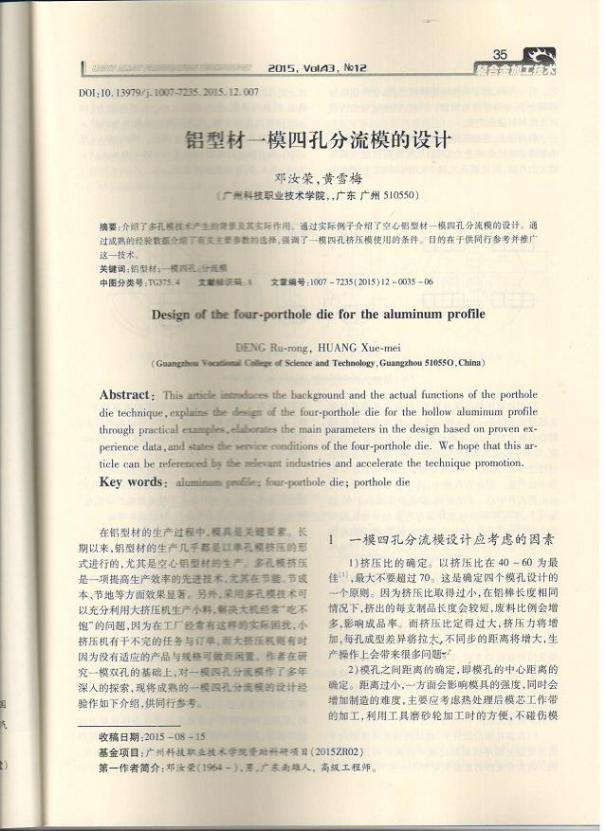 2015, Vol.43, №12
35
轻合金加工技术
DOI:10.13979/j.1007-7235.2015.12.007
铝型材一模四孔分流模的设计
邓汝荣,黄雪梅
(广州科技职业技术学院,,广东 广州 510550)
摘要:介绍了多孔模技术产生的背景及其实际作用。通过实际例子介绍了空心铝型材一模四孔分流模的设计。通
过成熟的经验数据介绍了有关主要参数的选择,强调了一模四孔挤压模使用的条件。目的在于供同行参考并推广
这一技术。
关键词:铝型材;一模四孔;分流模
中图分类号:TG375.4 文献标识码:A 文章编号:1007-7235(2015)12-0035-06
Design of the four-porthole die for the aluminum profile
DENG Ru-rong, HUANG Xue-mei
(Guangzhou Vocational College of Science and Technology, Guangzhou 510550, China)
Abstract: This article introduces the background and the actual functions of the porthole
die technique, explains the design of the four-porthole die for the hollow aluminum profile
through practical examples, elaborates the main parameters in the design based on proven ex-
perience data, and states the service conditions of the four-porthole die. We hope that this ar-
ticle can be referenced by the relevant industries and accelerate the technique promotion.
Key words: aluminum profile; four-porthole die; porthole die
在铝型材的生产过程中,模具是关键要素。长
期以来,铝型材的生产几乎都是以单孔模挤压的形
式进行的,尤其是空心铝型材的生产。多孔模挤压
是一项提高生产效率的先进技术,尤其在节能、节成
本、节地等方面效果显著。另外,采用多孔模技术可
以充分利用大挤压机生产小料,解决大机经常“吃不
饱”的问题,因为在工厂经常有这样的实际困扰,小
挤压机有干不完的任务与订单,而大挤压机则有时
因为没有适应的产品与规格可做而闲置。作者在研
究一模双孔的基础上,对一模四孔分流模作了多年
深入的探索,现将成熟的一模四孔分流模的设计经
验作如下介绍,供同行参考。
1 一模四孔分流模设计应考虑的因素
1)挤压比的确定。以挤压比在 40~60 为最
佳[1],最大不要超过 70。这是确定四个模孔设计的
一个原则。因为挤压比取得过小,在铝棒长度相同
情况下,挤出的每支制品长度会较短,废料比例会增
多,影响成品率。而挤压比定得过大,挤压力将增
加,每孔成型差异将拉大,不同步的距离将增大,生
产操作上会带来很多问题
2)模孔之间距离的确定,即模孔的中心距离的
确定。距离过小,一方面会影响模具的强度,同时会
增加制造的难度,主要应考虑热处理后模芯工作带
的加工,利用工具磨砂轮加工时的方便,不碰伤模
收稿日期:2015-08-15
基金项目:广州科技职业技术学院资助科研项目(2015ZR02)
第一作者简介:邓汝荣(1964-),男,广东南雄人,高级工程师。